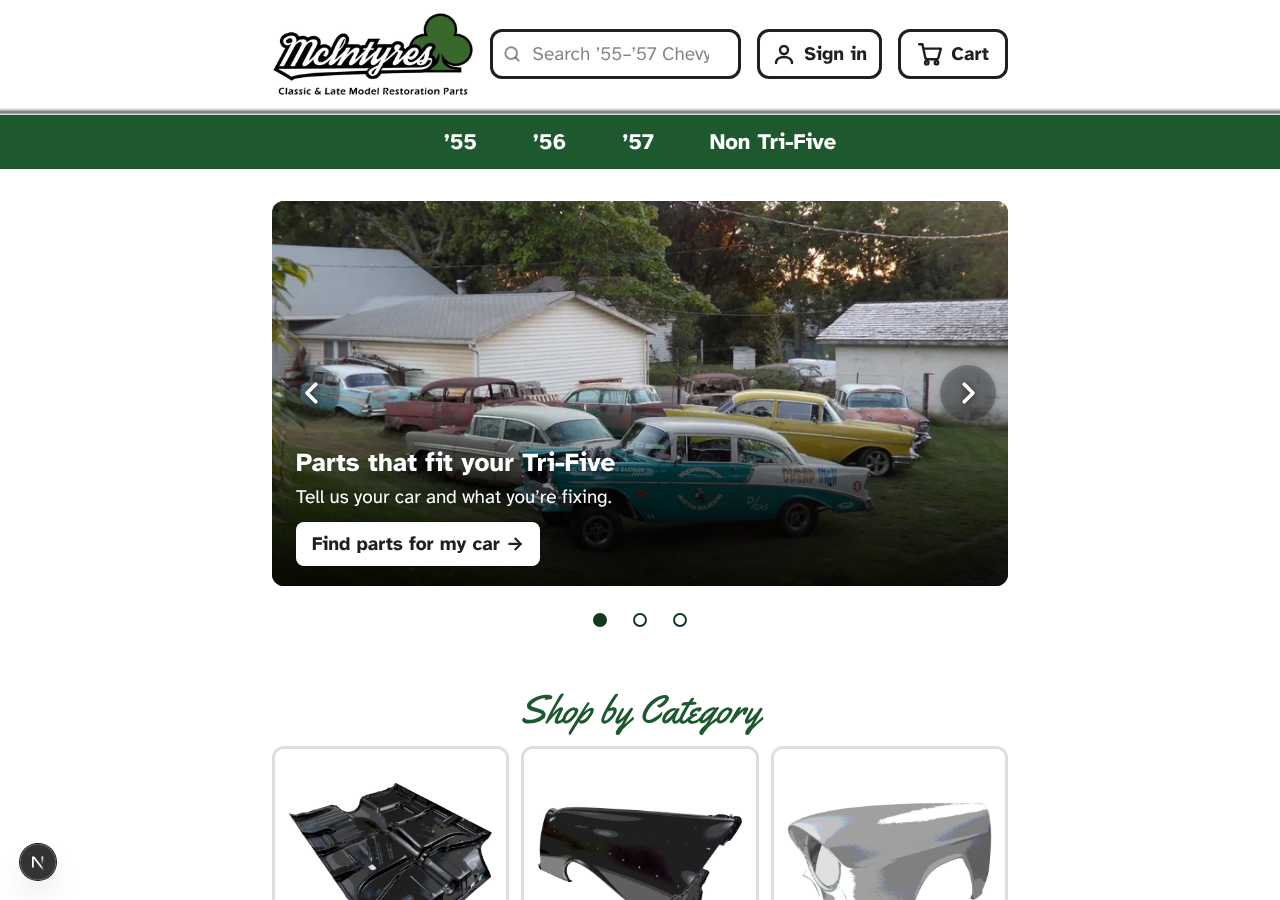 McIntyres
Classic & Late Model Restoration Parts
Search ’55–’57 Chevy
Sign in
Cart
’55
’56
’57
Non Tri-Five
Parts that fit your Tri-Five
Tell us your car and what you’re fixing.
Find parts for my car →
Shop by Category
N